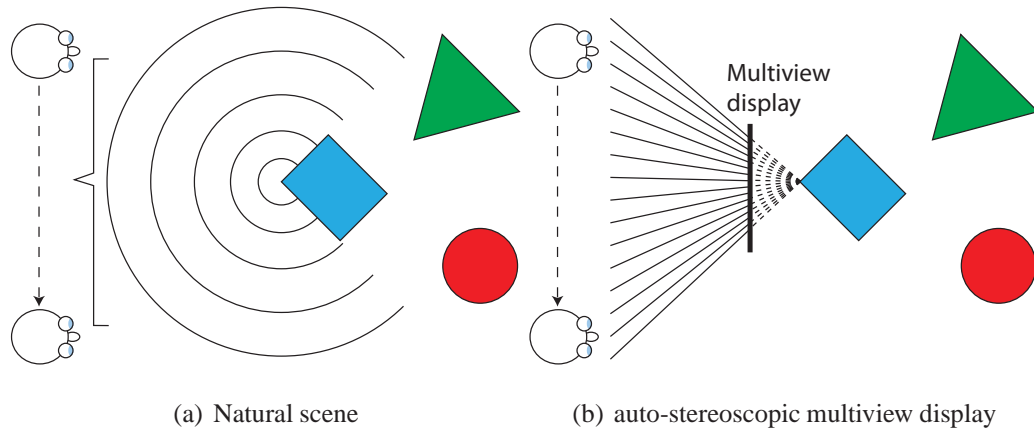 Multiview
display
(a) Natural scene
(b) auto-stereoscopic multiview display